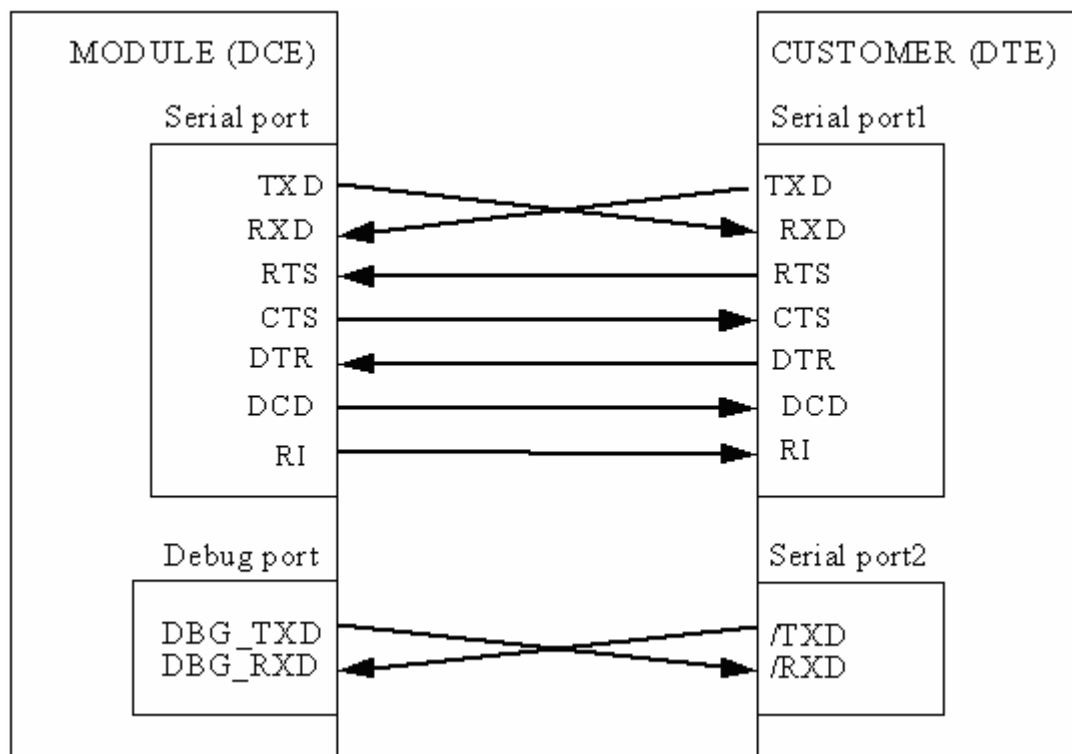 MODULE (DCE)
Serial port
TXD
RXD
RTS
CTS
DTR
DCD
RI
Debug port
DBG_TXD
DBG_RXD
CUSTOMER (DTE)
Serial port1
TXD
RXD
RTS
CTS
DTR
DCD
RI
Serial port2
/TXD
/RXD